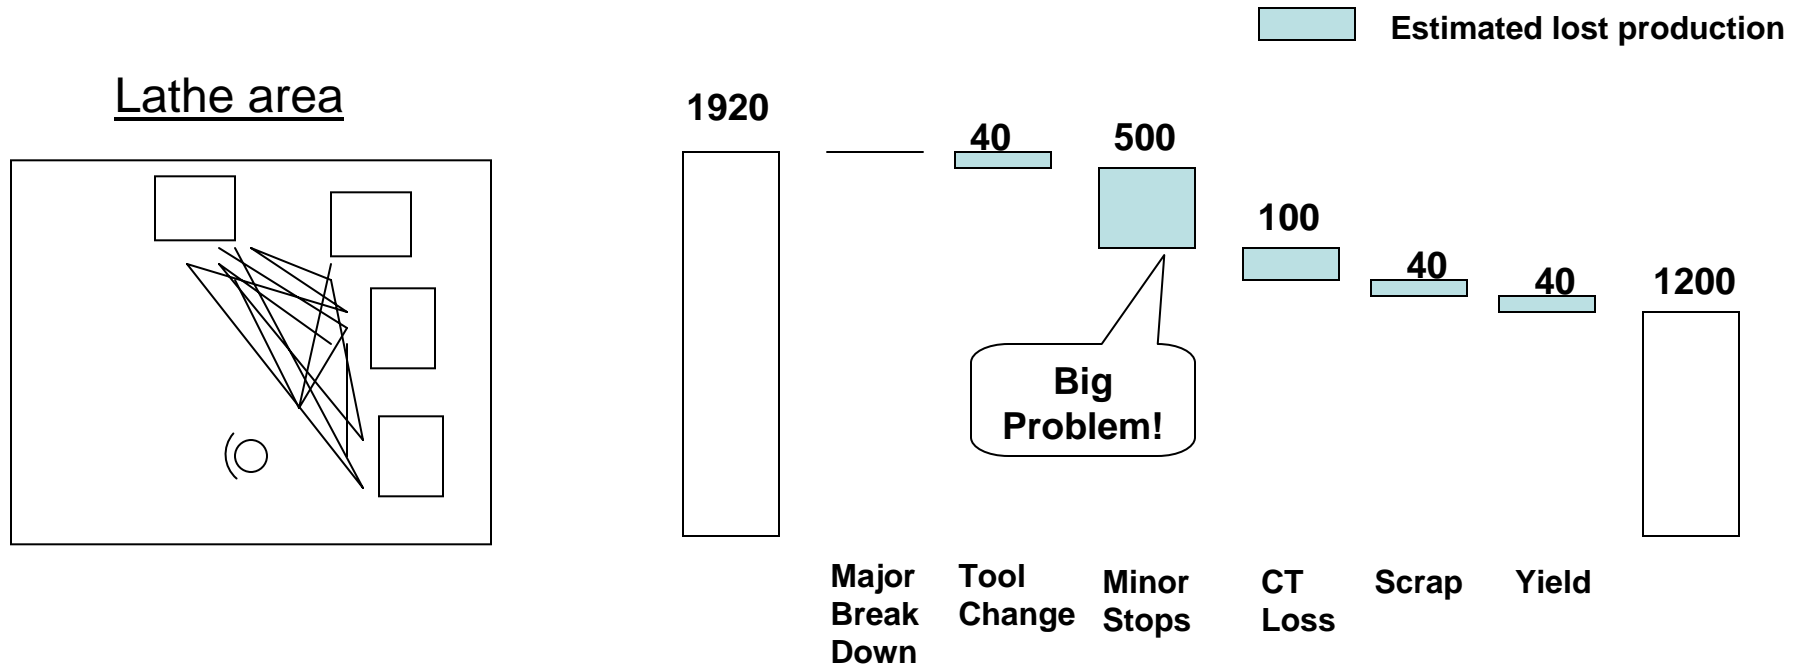 Estimated lost production
Lathe area
1920
40
500
100
40
40
1200
Big
Problem!
Major
Break
Down
Tool
Change
Minor
Stops
CT
Loss
Scrap
Yield